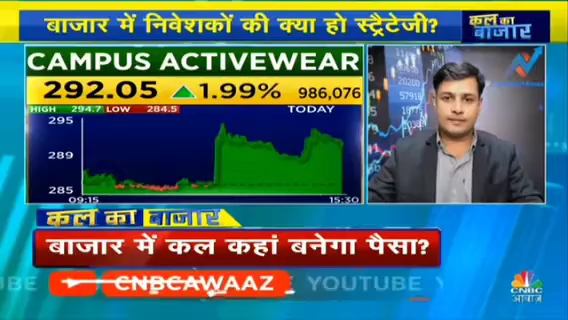 बाजार में निवेशकों की क्या हो स्ट्रैटेजी?
कल का
बाजार
CAMPUS ACTIVEWEAR
292.05 ▲1.99% 986,076
HIGH 294.7 LOW 284.5 TODAY
295
289
285
09:15 15:30
कल का बाजार
बाजार में कल कहां बनेगा पैसा?
UBE CNBCAWAAZ YOUTUBE
CNBC
आवाज़